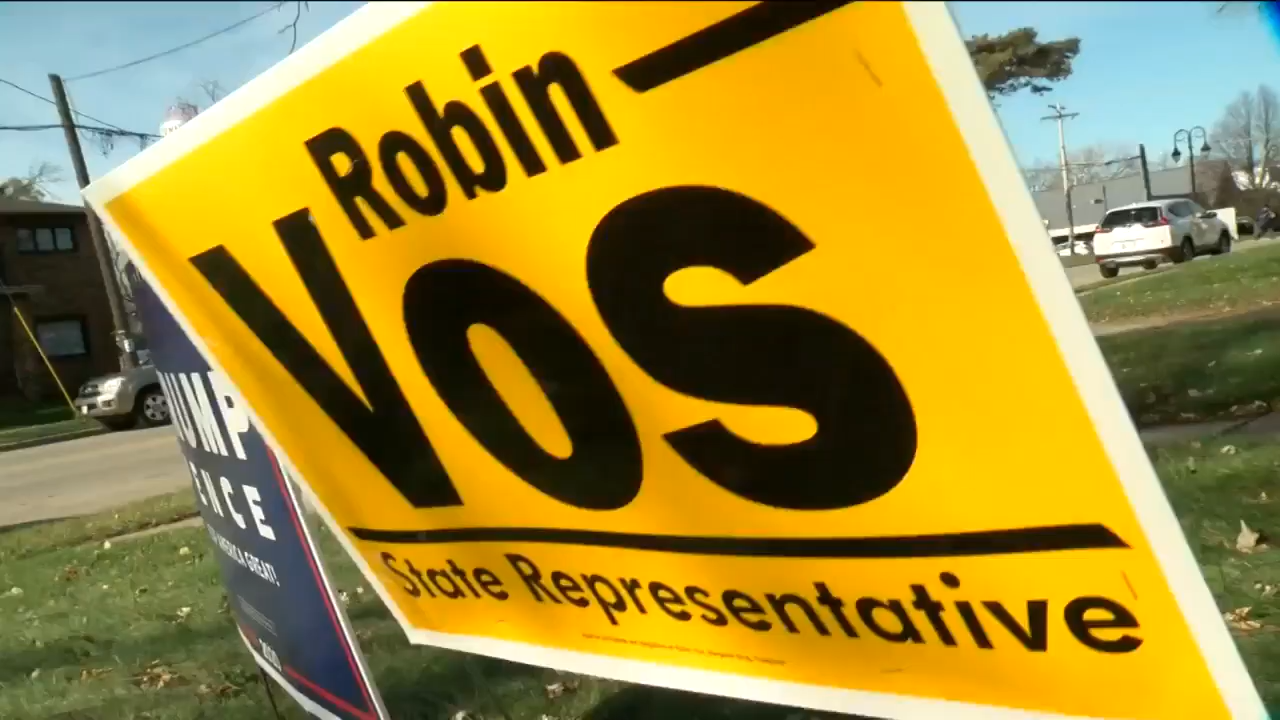 Robin
Vos
State Representative
UMP
ENCE
AMERICA GREAT!